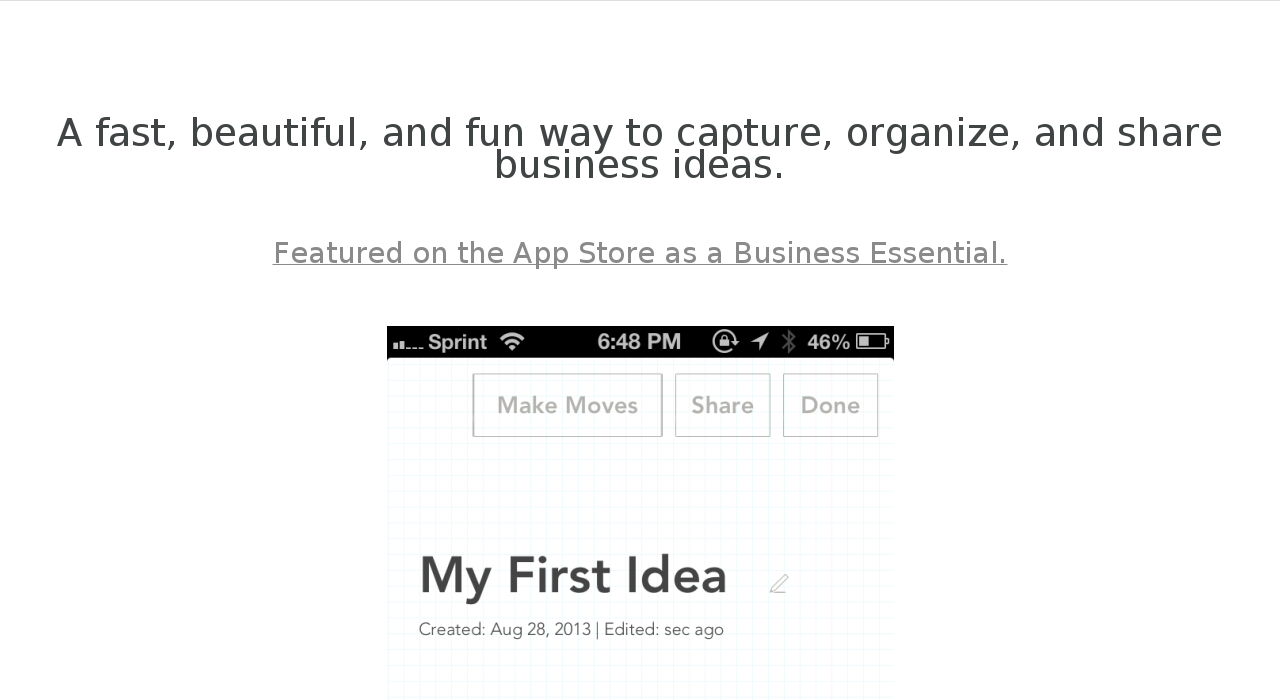 A fast, beautiful, and fun way to capture, organize, and share
business ideas.
Featured on the App Store as a Business Essential.
Sprint 6:48 PM 46%
Make Moves Share Done
My First Idea
Created: Aug 28, 2013 | Edited: sec ago